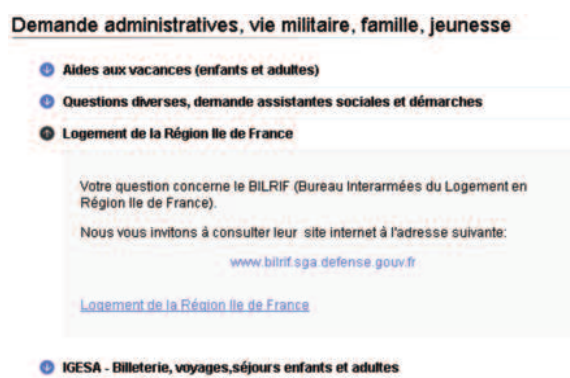 Demande administratives, vie militaire, famille, jeunesse
Aides aux vacances (enfants et adultes)
Questions diverses, demande assistantes sociales et démarches
Logement de la Région Ile de France
Votre question concerne le BILRIF (Bureau Interarmées du Logement en
Région Ile de France).
Nous vous invitons à consulter leur site internet à l'adresse suivante:
www.bilrif.sga.defense.gouv.fr
Logement de la Région Ile de France
IGESA - Billeterie, voyages,séjours enfants et adultes